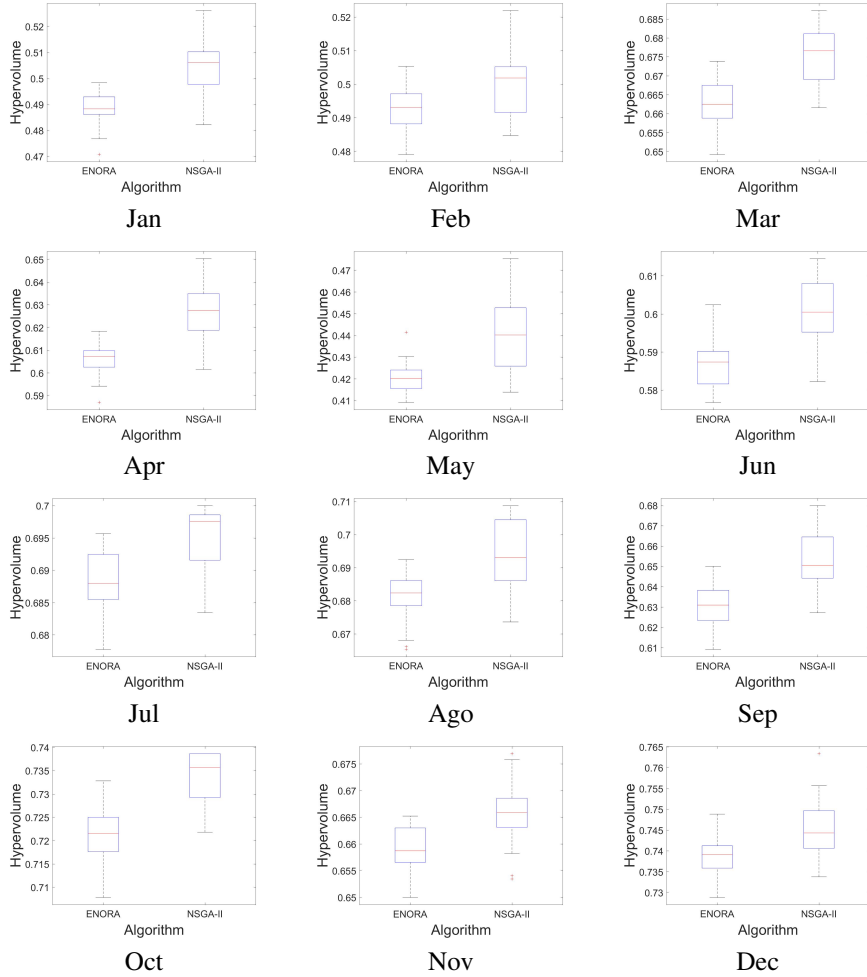 Hypervolume
0.52
0.51
0.5
0.49
0.48
0.47
ENORA NSGA-II
Algorithm
Jan
Hypervolume
0.52
0.51
0.5
0.49
0.48
ENORA NSGA-II
Algorithm
Feb
Hypervolume
0.685
0.68
0.675
0.67
0.665
0.66
0.655
0.65
ENORA NSGA-II
Algorithm
Mar
Hypervolume
0.65
0.64
0.63
0.62
0.61
0.6
0.59
ENORA NSGA-II
Algorithm
Apr
Hypervolume
0.47
0.46
0.45
0.44
0.43
0.42
0.41
ENORA NSGA-II
Algorithm
May
Hypervolume
0.61
0.6
0.59
0.58
ENORA NSGA-II
Algorithm
Jun
Hypervolume
0.7
0.695
0.69
0.685
0.68
ENORA NSGA-II
Algorithm
Jul
Hypervolume
0.71
0.7
0.69
0.68
0.67
ENORA NSGA-II
Algorithm
Ago
Hypervolume
0.68
0.67
0.66
0.65
0.64
0.63
0.62
0.61
ENORA NSGA-II
Algorithm
Sep
Hypervolume
0.74
0.735
0.73
0.725
0.72
0.715
0.71
ENORA NSGA-II
Algorithm
Oct
Hypervolume
0.675
0.67
0.665
0.66
0.655
0.65
ENORA NSGA-II
Algorithm
Nov
Hypervolume
0.765
0.76
0.755
0.75
0.745
0.74
0.735
0.73
ENORA NSGA-II
Algorithm
Dec